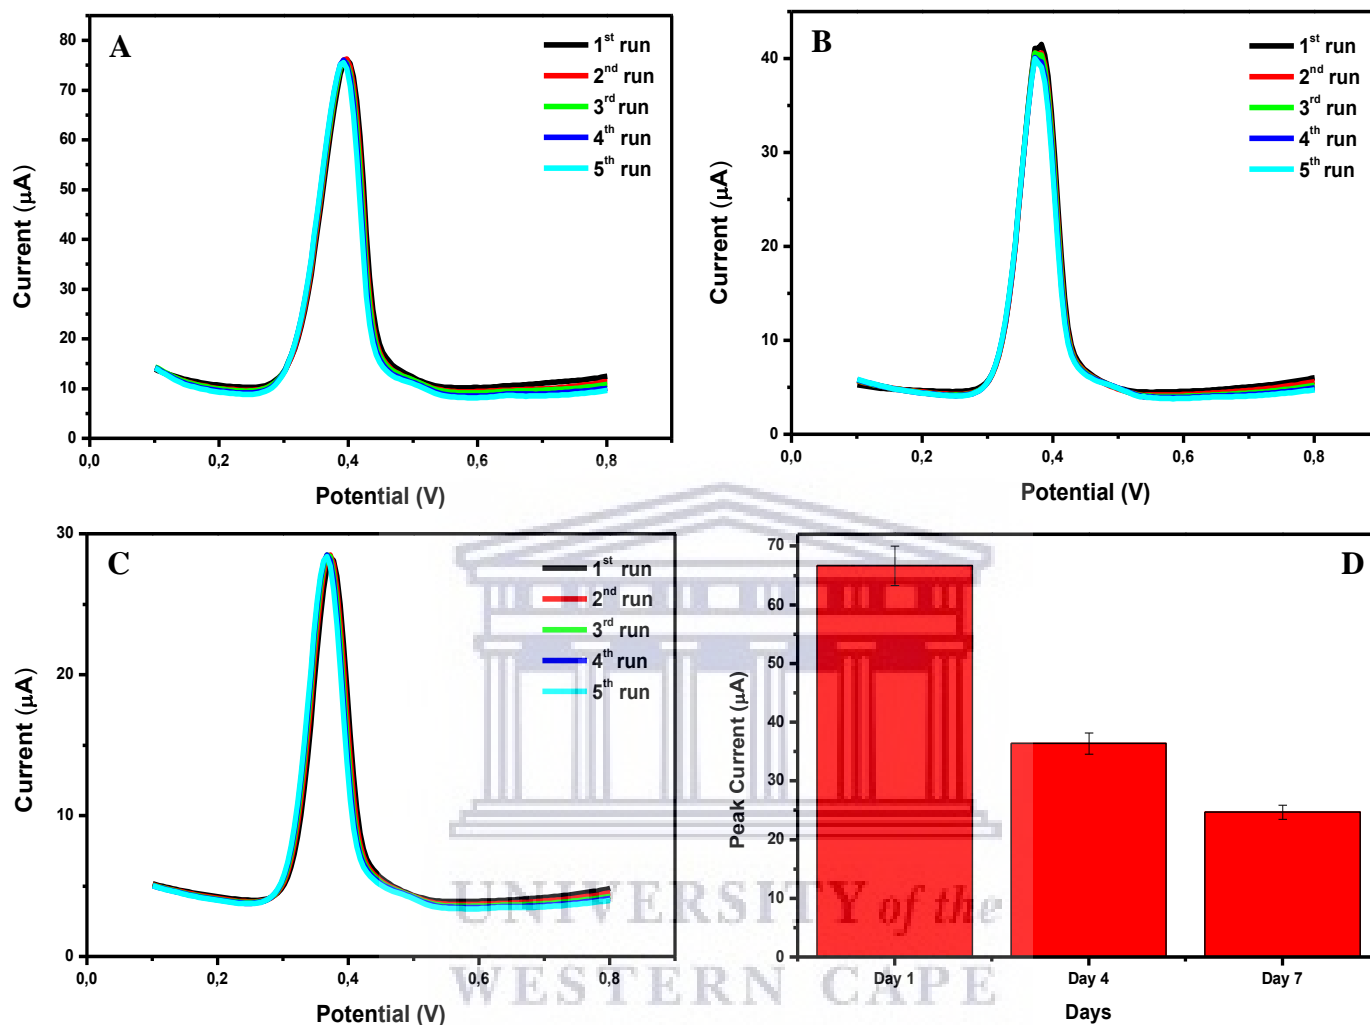 A
1st run
2nd run
3rd run
4th run
5th run
80
70
60
50
40
30
20
10
0
0,0 0,2 0,4 0,6 0,8
Current (µA)
Potential (V)
B
1st run
2nd run
3rd run
4th run
5th run
40
30
20
10
0
0,0 0,2 0,4 0,6 0,8
Current (µA)
Potential (V)
C
1st run
2nd run
3rd run
4th run
5th run
30
20
10
0
0,0 0,2 0,4 0,6 0,8
Current (µA)
Potential (V)
D
70
60
50
40
30
20
10
0
Peak Current (µA)
Day 1 Day 4 Day 7
Days
UNIVERSITY of the
WESTERN CAPE